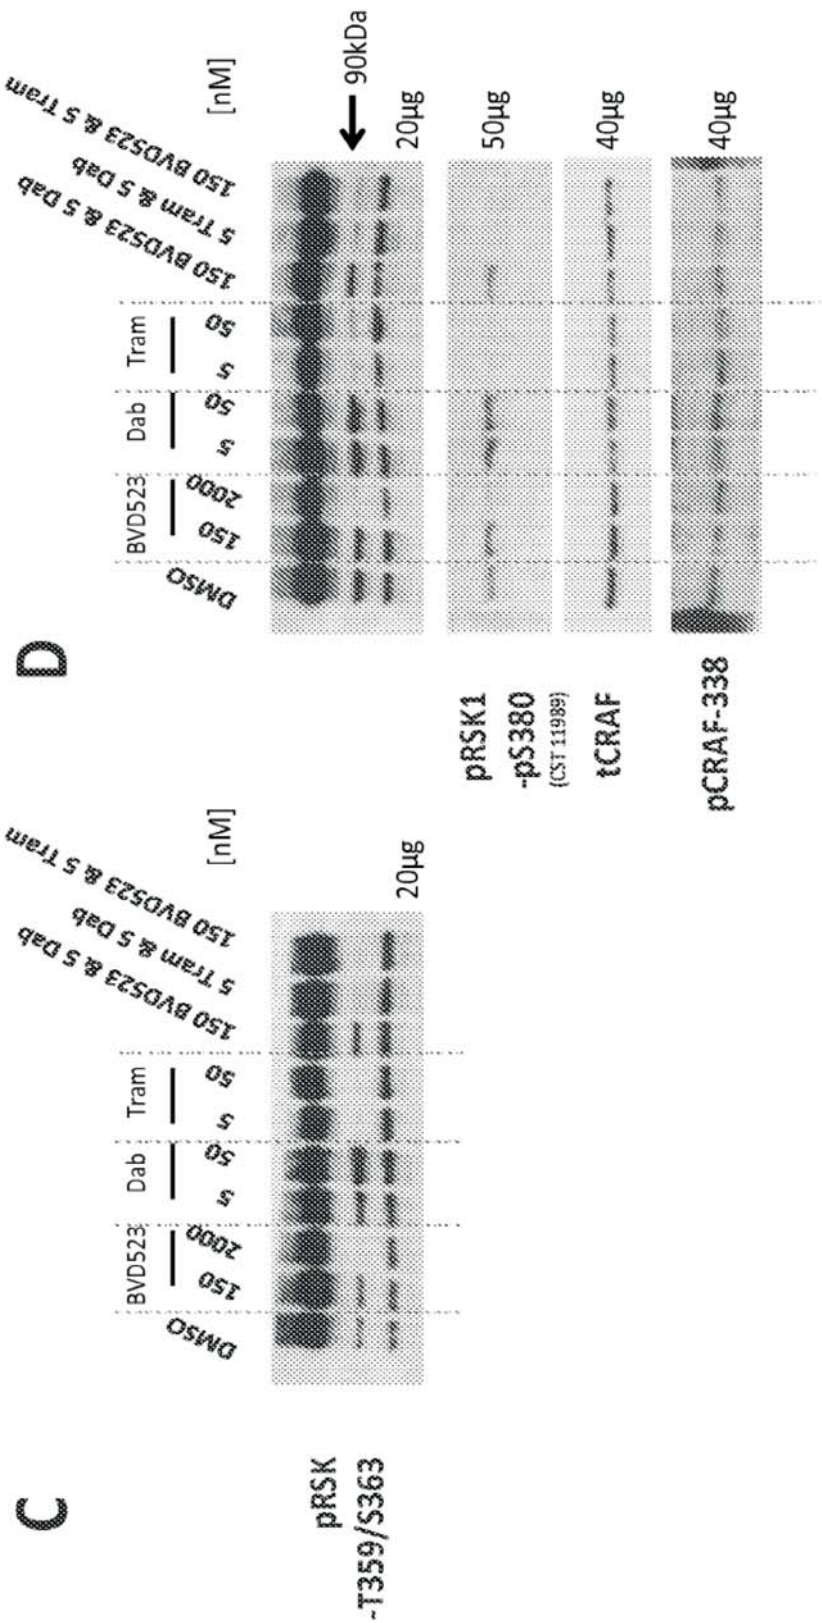 C
BVD523
Dab
Tram
DMSO
150
2000
5
50
5
50
150 BVD523 & 5 Dab
5 Tram & 5 Dab
150 BVD523 & 5 Tram
[nM]
pRSK
-T359/S363
20µg
D
BVD523
Dab
Tram
DMSO
150
2000
5
50
5
50
150 BVD523 & 5 Dab
5 Tram & 5 Dab
150 BVD523 & 5 Tram
[nM]
90kDa
20µg
pRSK1
-pS380
(CST 11989)
50µg
tCRAF
40µg
pCRAF-338
40µg